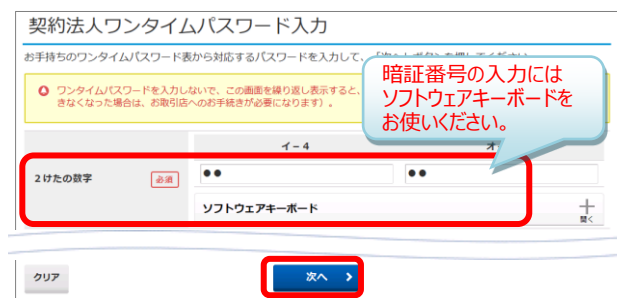 契約法人ワンタイムパスワード入力
お手持ちのワンタイムパスワード表から対応するパスワードを入力して、
ワンタイムパスワードを入力しないで、この画面を繰り返し表示すると、
きなくなった場合は、お取引店へのお手続きが必要になります）。
暗証番号の入力には
ソフトウェアキーボードを
お使いください。
イ－4
オ
2けたの数字
必須
●●
●●
ソフトウェアキーボード
開く
クリア
次へ